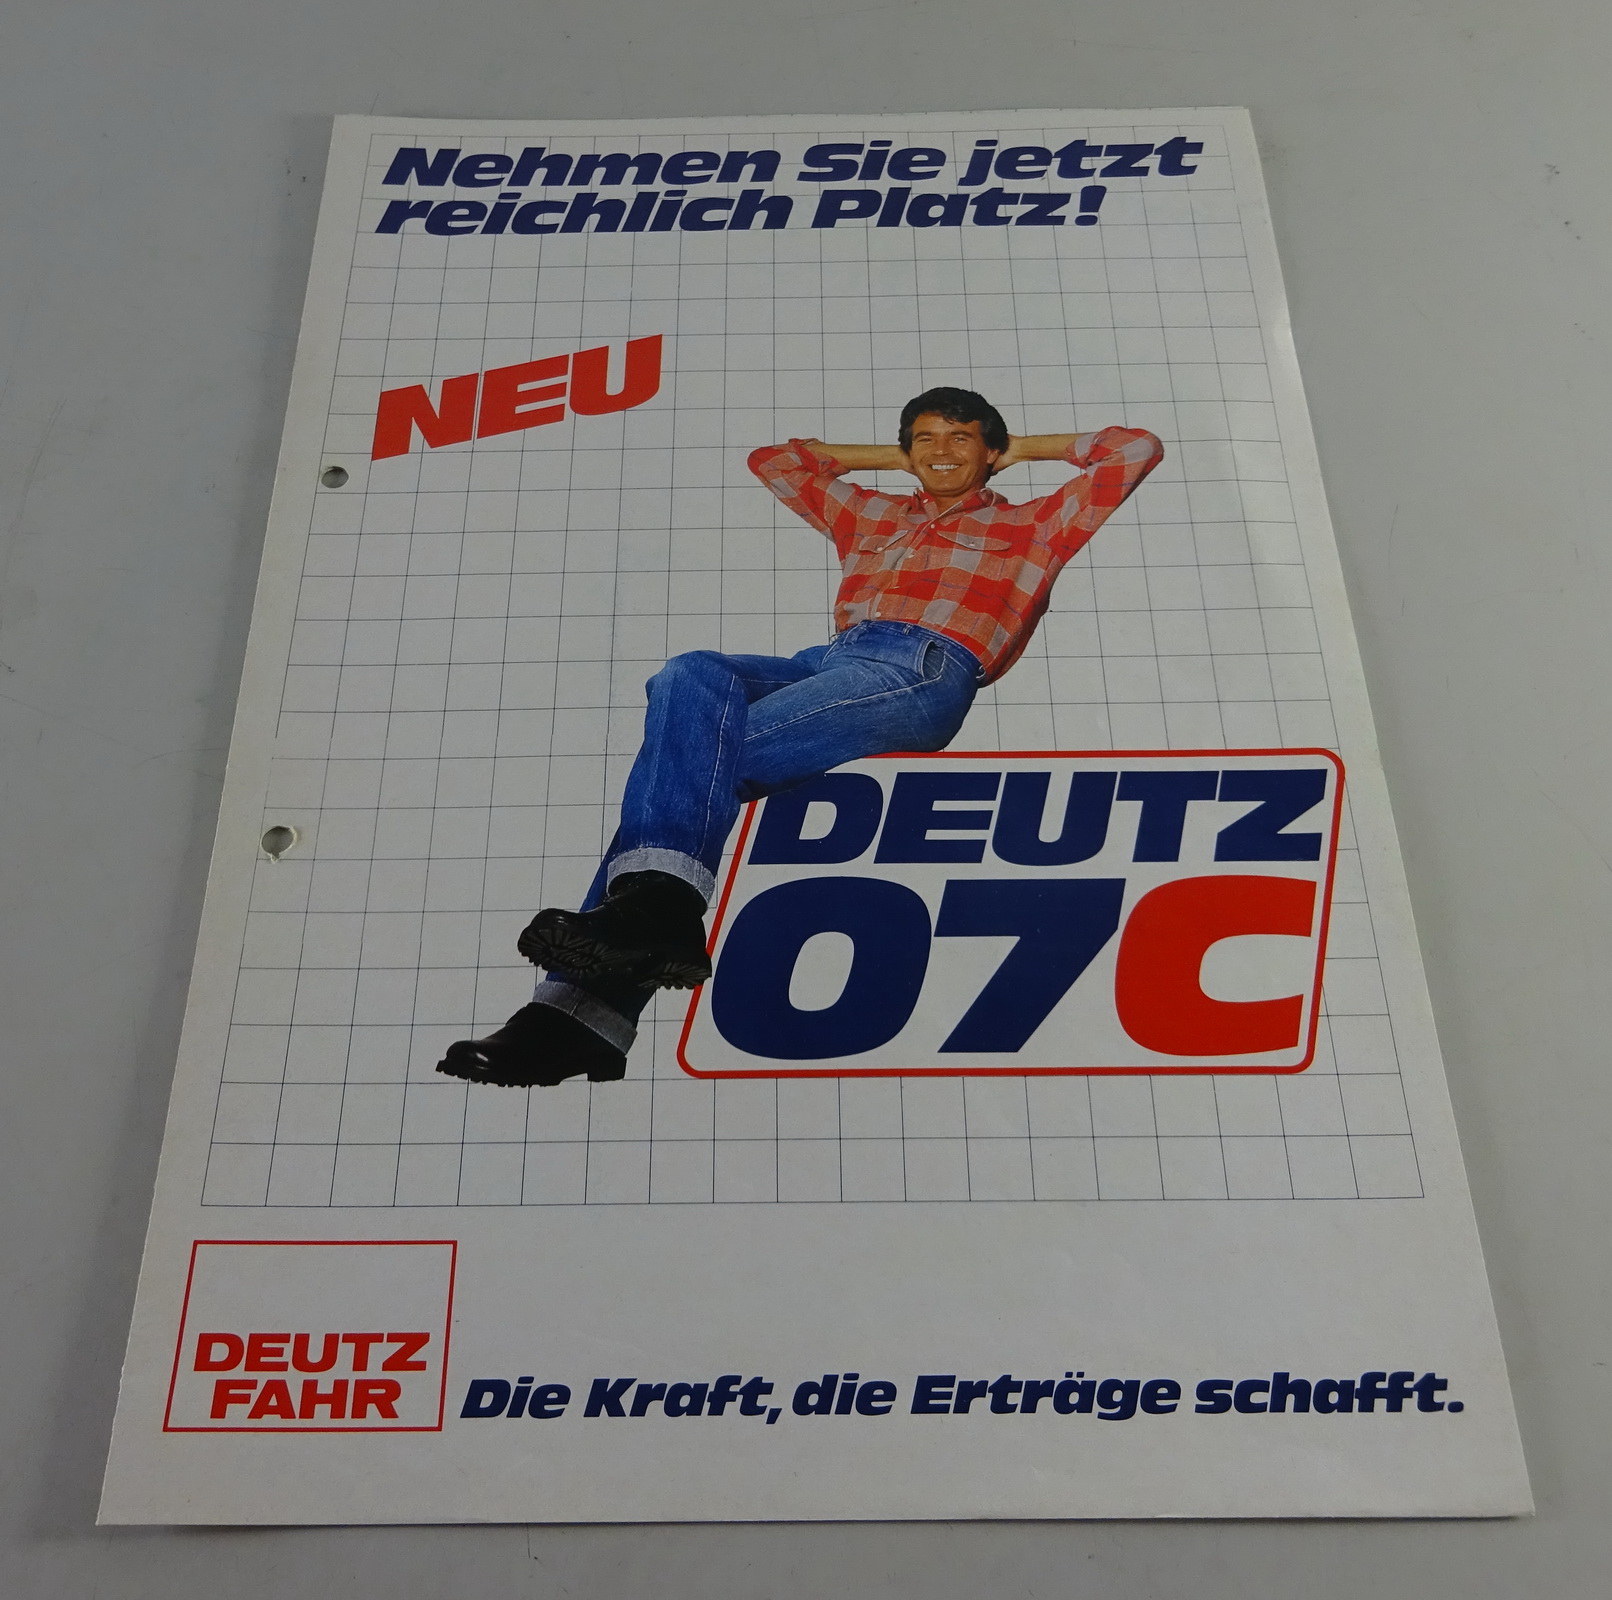 Nehmen Sie jetzt
reichlich Platz!
NEU
DEUTZ
07C
DEUTZ
FAHR
Die Kraft, die Erträge schafft.